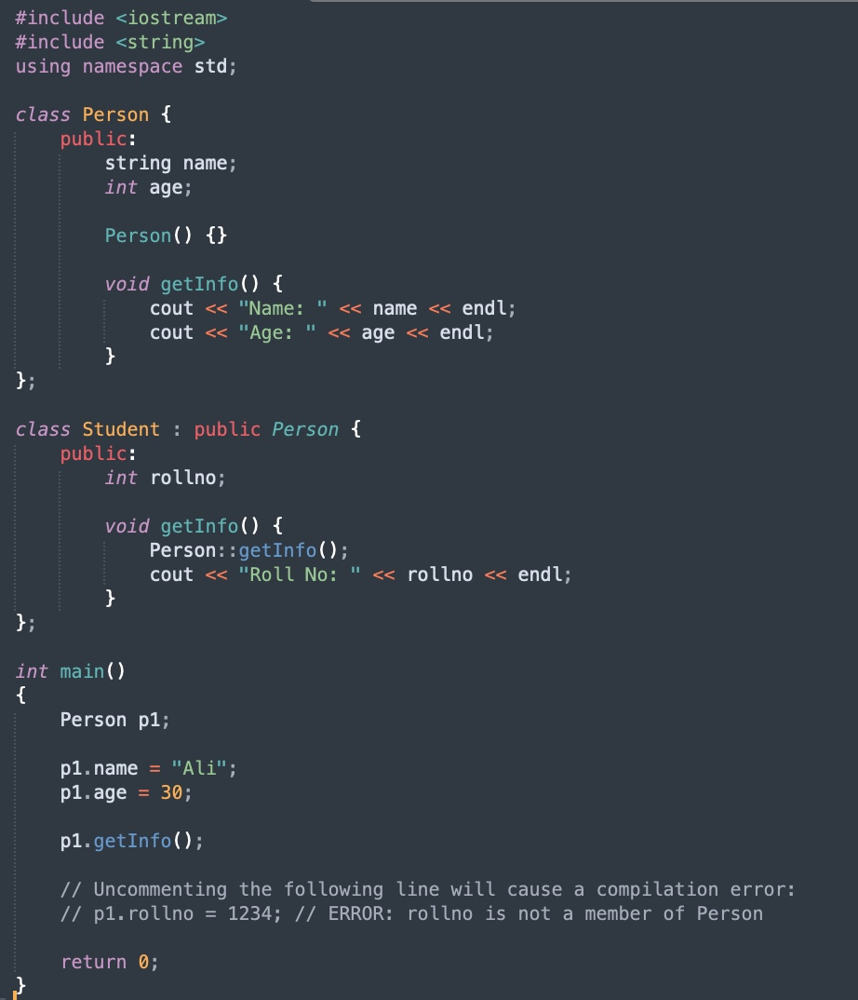 #include <iostream>
#include <string>
using namespace std;

class Person {
    public:
        string name;
        int age;

        Person() {}

        void getInfo() {
            cout << "Name: " << name << endl;
            cout << "Age: " << age << endl;
        }
};

class Student : public Person {
    public:
        int rollno;

        void getInfo() {
            Person::getInfo();
            cout << "Roll No: " << rollno << endl;
        }
};

int main()
{
    Person p1;

    p1.name = "Ali";
    p1.age = 30;

    p1.getInfo();

    // Uncommenting the following line will cause a compilation error:
    // p1.rollno = 1234; // ERROR: rollno is not a member of Person

    return 0;
}